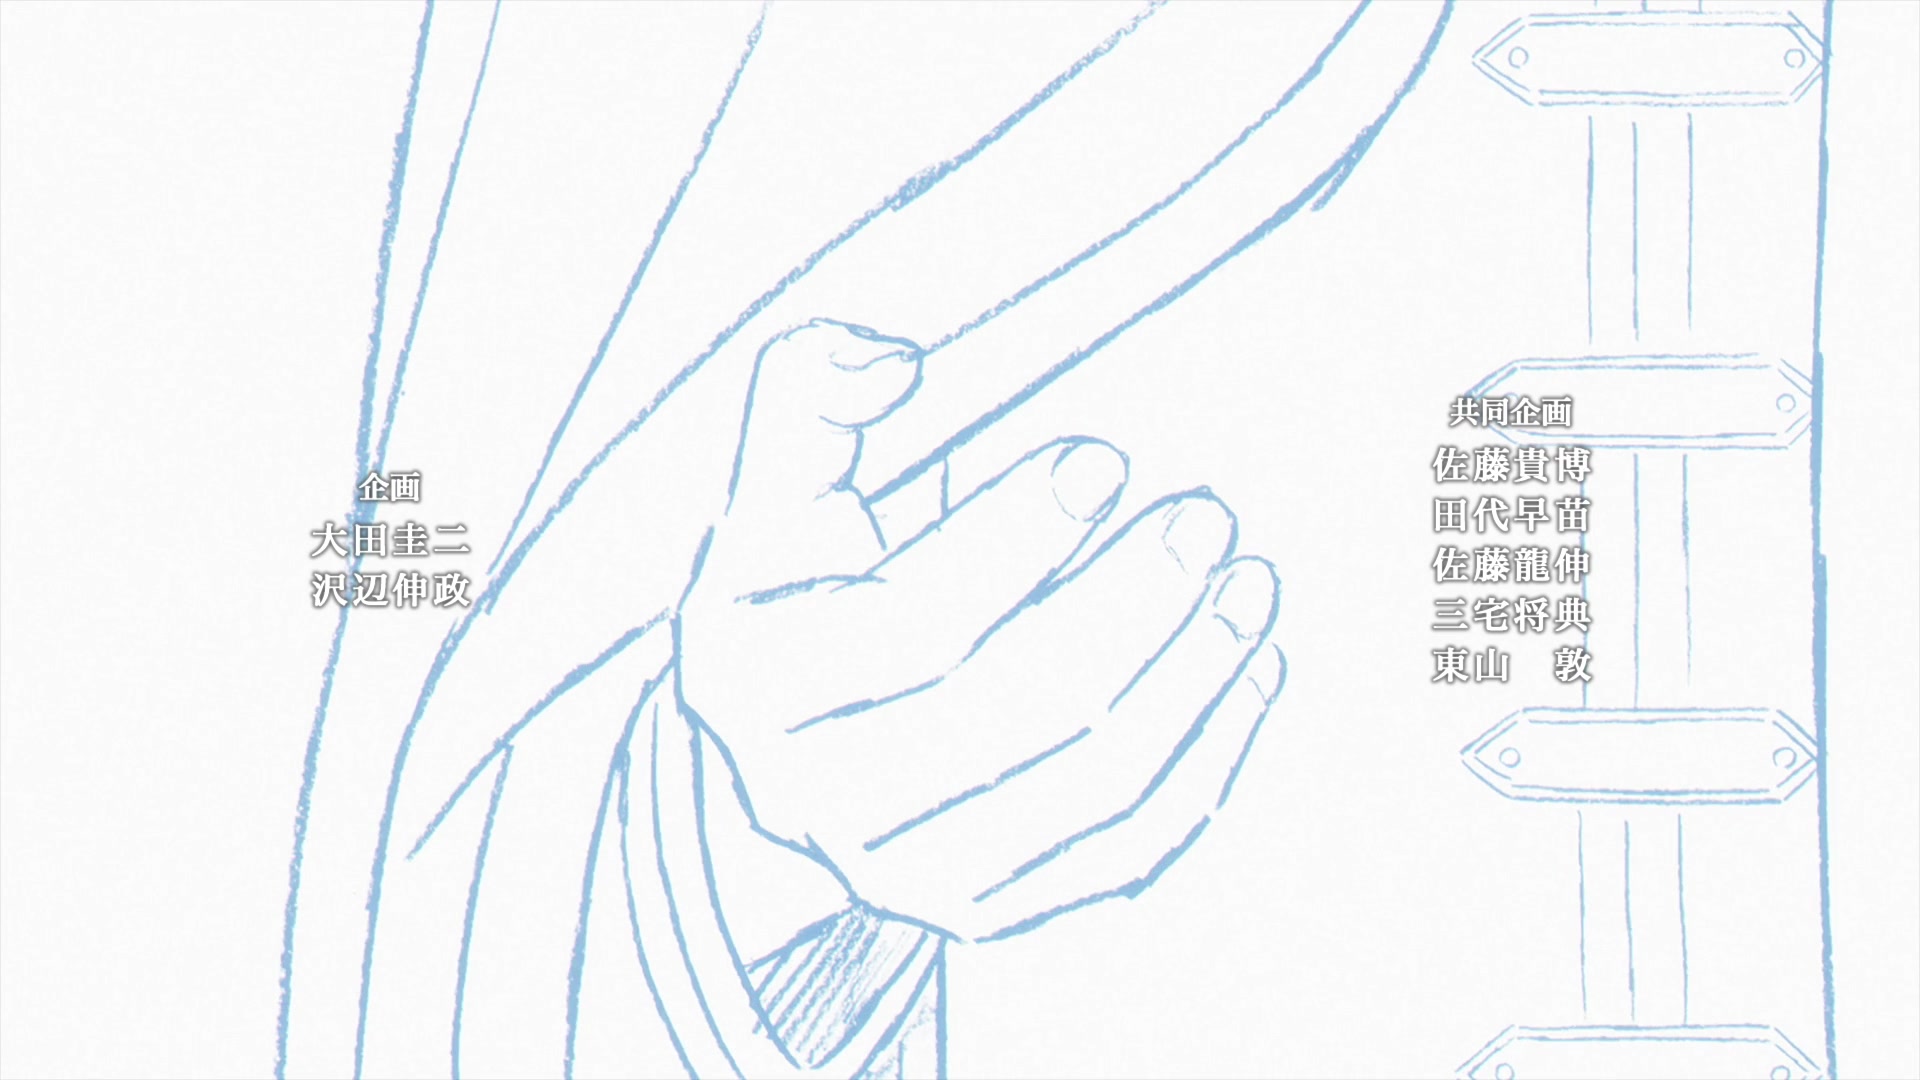 企画
大田圭二
沢辺伸政
共同企画
佐藤貴博
田代早苗
佐藤龍伸
三宅将典
東山　敦